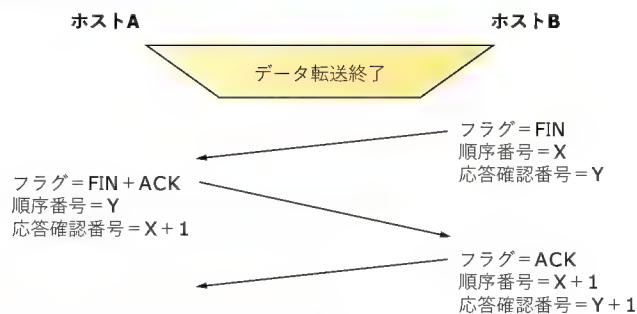 ホストA
ホストB
データ転送終了
フラグ=FIN
順序番号=X
応答確認番号=Y
フラグ=FIN+ACK
順序番号=Y
応答確認番号=X+1
フラグ=ACK
順序番号=X+1
応答確認番号=Y+1